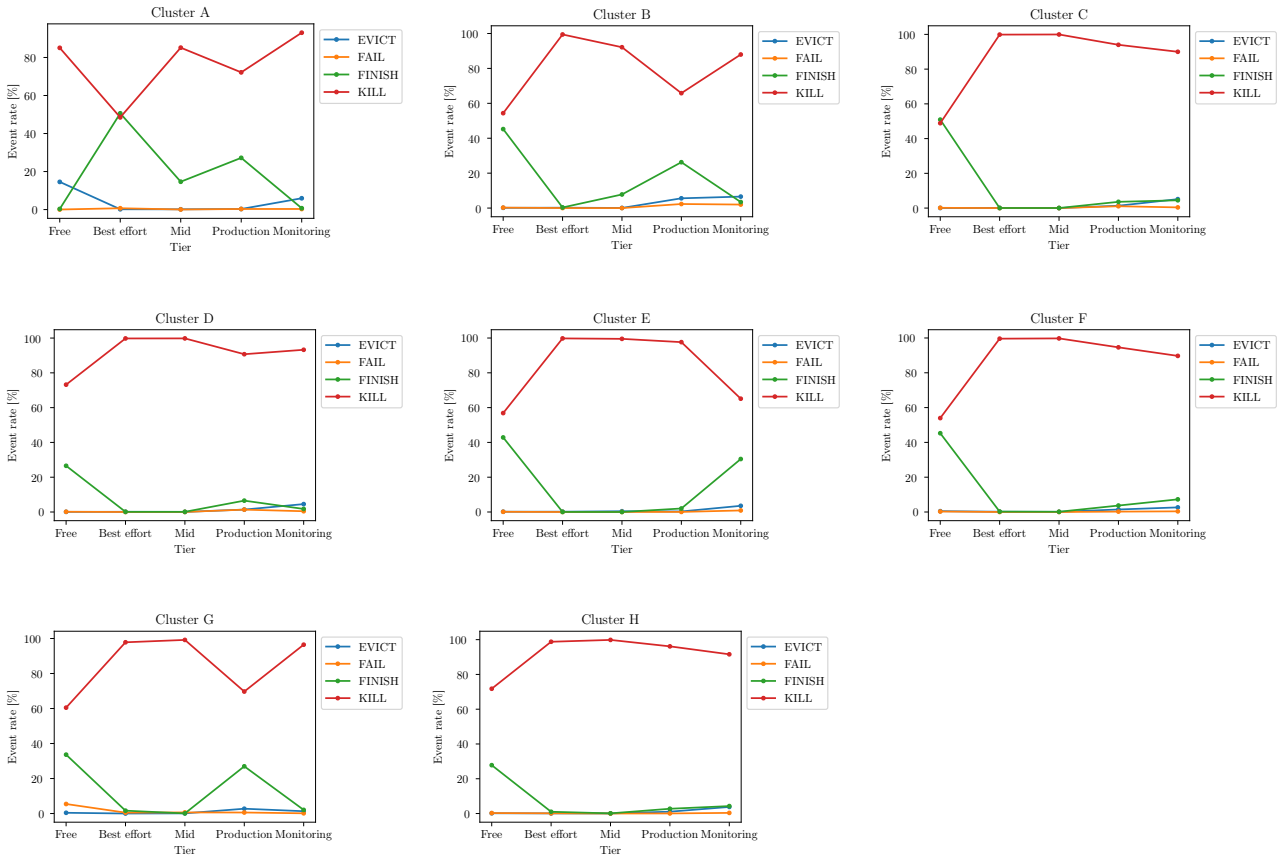 Cluster A
Event rate [%]
80
60
40
20
0
Free Best effort Mid Production Monitoring
Tier
EVICT
FAIL
FINISH
KILL
Cluster B
Event rate [%]
100
80
60
40
20
0
Free Best effort Mid Production Monitoring
Tier
EVICT
FAIL
FINISH
KILL
Cluster C
Event rate [%]
100
80
60
40
20
0
Free Best effort Mid Production Monitoring
Tier
EVICT
FAIL
FINISH
KILL
Cluster D
Event rate [%]
100
80
60
40
20
0
Free Best effort Mid Production Monitoring
Tier
EVICT
FAIL
FINISH
KILL
Cluster E
Event rate [%]
100
80
60
40
20
0
Free Best effort Mid Production Monitoring
Tier
EVICT
FAIL
FINISH
KILL
Cluster F
Event rate [%]
100
80
60
40
20
0
Free Best effort Mid Production Monitoring
Tier
EVICT
FAIL
FINISH
KILL
Cluster G
Event rate [%]
100
80
60
40
20
0
Free Best effort Mid Production Monitoring
Tier
EVICT
FAIL
FINISH
KILL
Cluster H
Event rate [%]
100
80
60
40
20
0
Free Best effort Mid Production Monitoring
Tier
EVICT
FAIL
FINISH
KILL